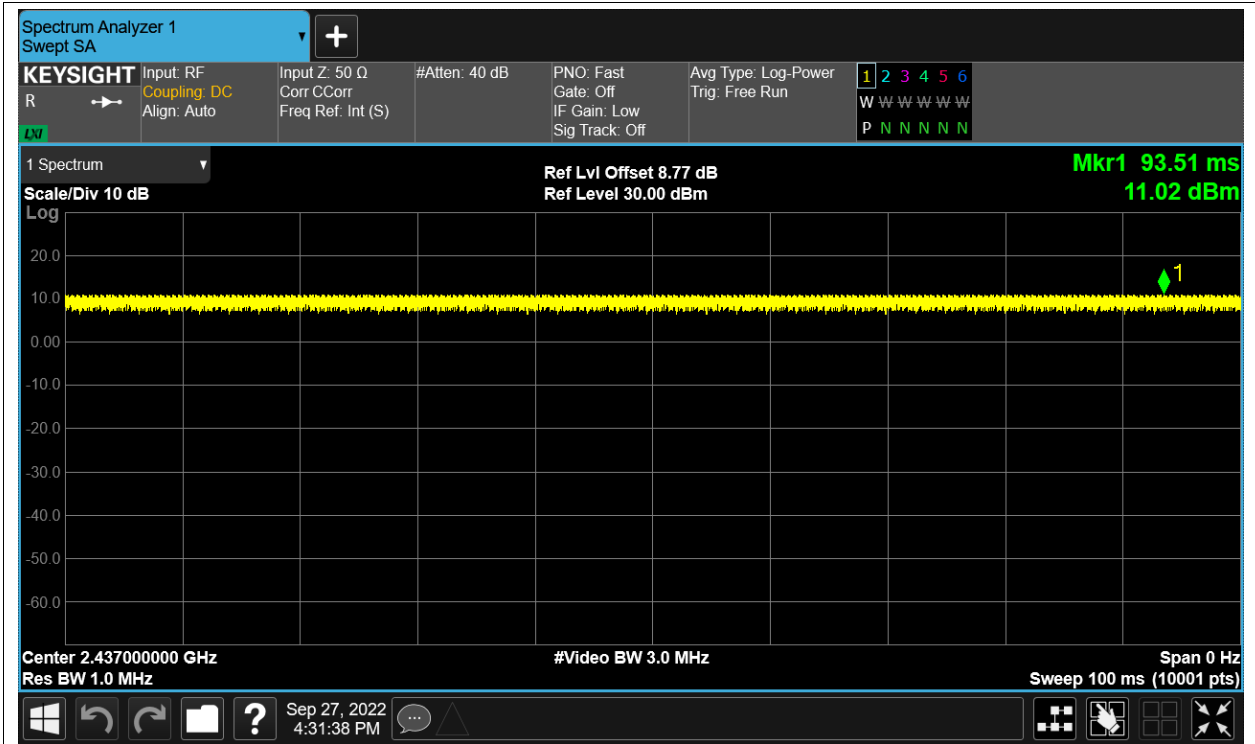 Spectrum Analyzer 1
Swept SA
KEYSIGHT
R
LXI
Input: RF
Coupling: DC
Align: Auto
Input Z: 50 Ω
Corr CCorr
Freq Ref: Int (S)
#Atten: 40 dB
PNO: Fast
Gate: Off
IF Gain: Low
Sig Track: Off
Avg Type: Log-Power
Trig: Free Run
1 2 3 4 5 6
W W W W W W
P N N N N N
1 Spectrum
Scale/Div 10 dB
Ref Lvl Offset 8.77 dB
Ref Level 30.00 dBm
Mkr1 93.51 ms
11.02 dBm
Log
20.0
1
10.0
0.00
-10.0
-20.0
-30.0
-40.0
-50.0
-60.0
Center 2.437000000 GHz
#Video BW 3.0 MHz
Span 0 Hz
Res BW 1.0 MHz
Sweep 100 ms (10001 pts)
?
Sep 27, 2022
4:31:38 PM